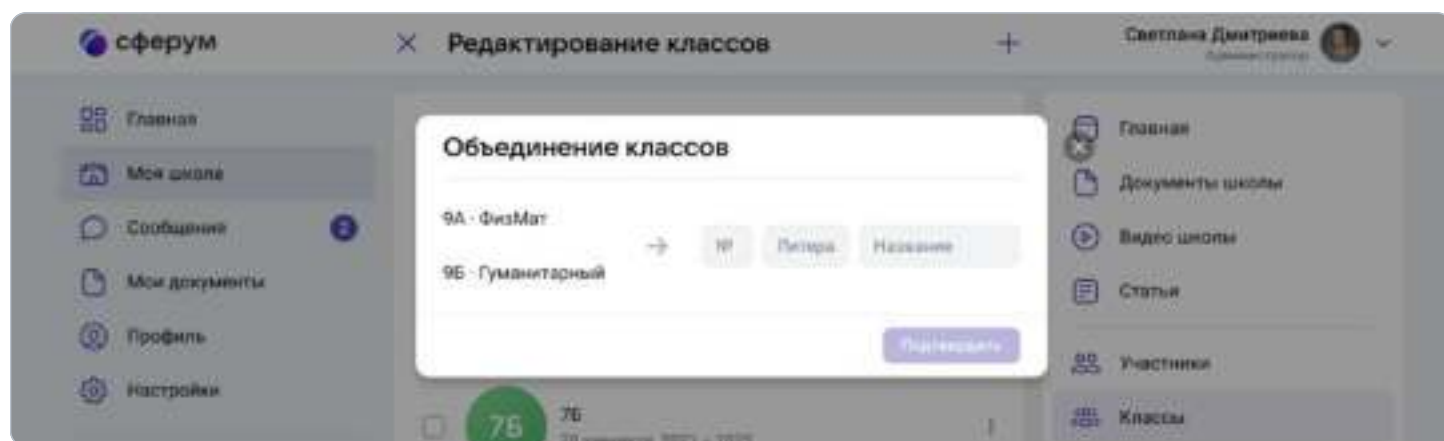 сферум
Редактирование классов
Светлана Дмитриева
Главная
Моя школа
Сообщения 2
Мои документы
Профиль
Настройки
Объединение классов
9А · ФизМат
9Б · Гуманитарный
№ Литера Название
Подтвердить
7Б 7Б
Главная
Документы школы
Видео школы
Статьи
Участники
Классы